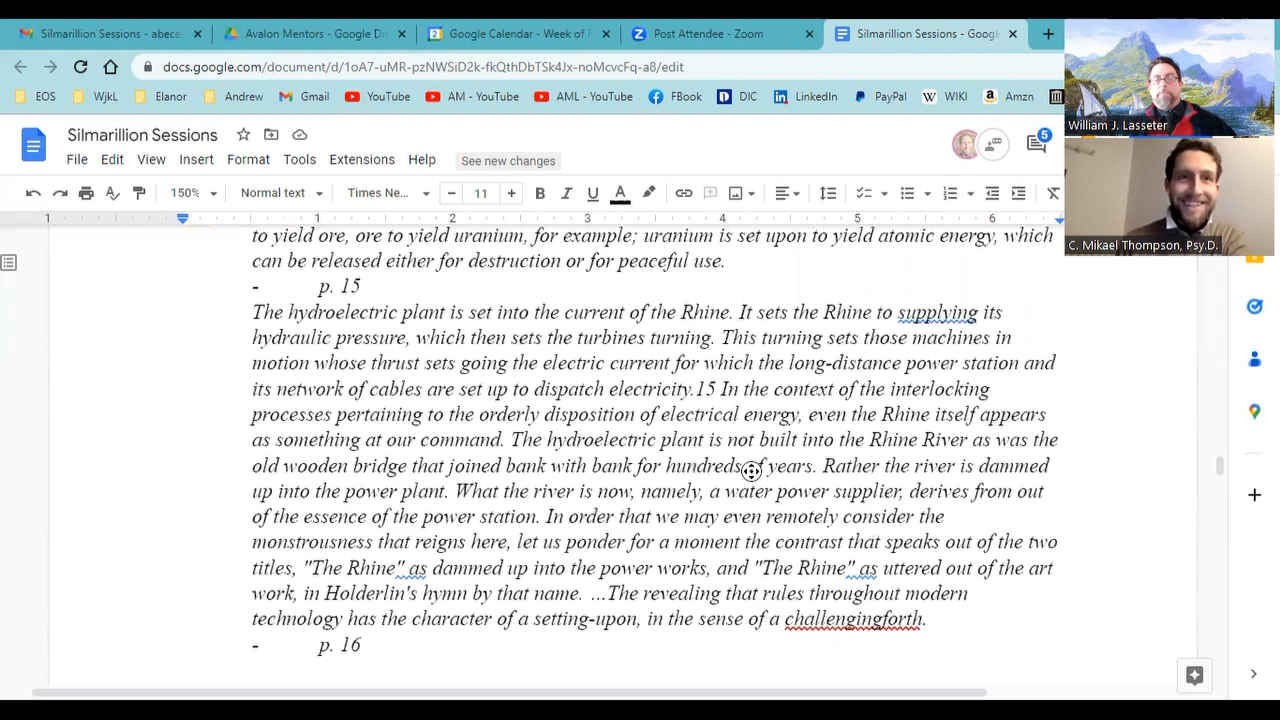 Silmarillion Sessions - abece
Avalon Mentors - Google Dr
Google Calendar - Week of F
Post Attendee - Zoom
Silmarillion Sessions - Googl
docs.google.com/document/d/1oA7-uMR-pzNWSiD2k-fkQthDbTSk4Jx-noMcvcFq-a8/edit
EOS WjkL Elanor Andrew Gmail YouTube AM - YouTube AML - YouTube FBook DIC LinkedIn PayPal WIKI Amzn
William J. Lasseter
Silmarillion Sessions
5
File Edit View Insert Format Tools Extensions Help See new changes
150% Normal text Times Ne... 11
1 1 2 3 4 5 6
C. Mikael Thompson, Psy.D.
to yield ore, ore to yield uranium, for example; uranium is set upon to yield atomic energy, which
can be released either for destruction or for peaceful use.
- p. 15
The hydroelectric plant is set into the current of the Rhine. It sets the Rhine to supplying its
hydraulic pressure, which then sets the turbines turning. This turning sets those machines in
motion whose thrust sets going the electric current for which the long-distance power station and
its network of cables are set up to dispatch electricity.15 In the context of the interlocking
processes pertaining to the orderly disposition of electrical energy, even the Rhine itself appears
as something at our command. The hydroelectric plant is not built into the Rhine River as was the
old wooden bridge that joined bank with bank for hundreds of years. Rather the river is dammed
up into the power plant. What the river is now, namely, a water power supplier, derives from out
of the essence of the power station. In order that we may even remotely consider the
monstrousness that reigns here, let us ponder for a moment the contrast that speaks out of the two
titles, "The Rhine" as dammed up into the power works, and "The Rhine" as uttered out of the art
work, in Holderlin's hymn by that name. ...The revealing that rules throughout modern
technology has the character of a setting-upon, in the sense of a challengingforth.
- p. 16